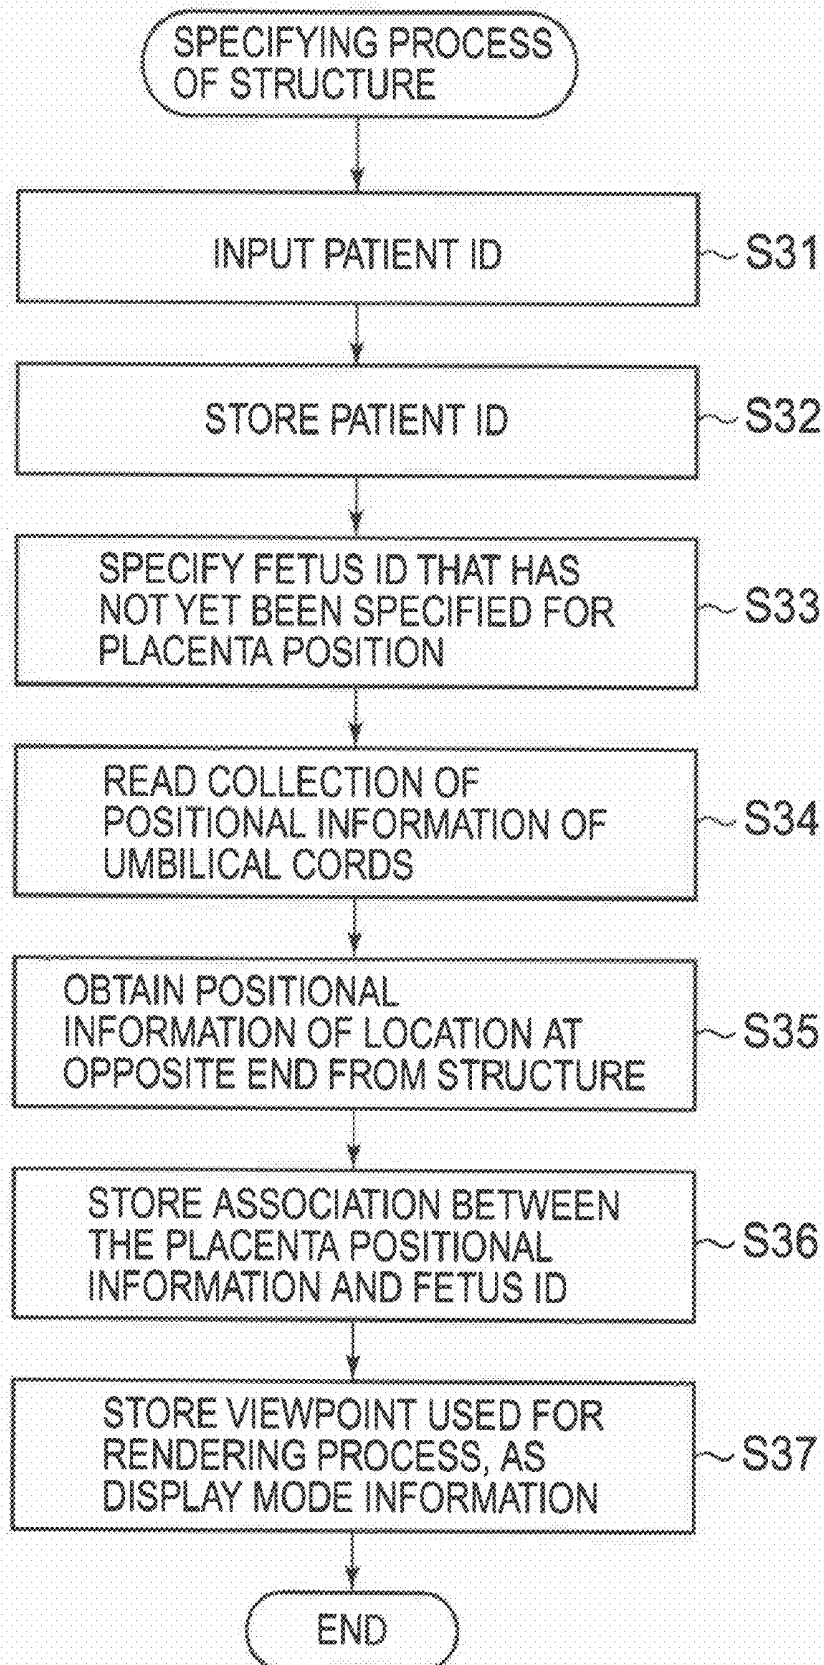 SPECIFYING PROCESS
OF STRUCTURE
INPUT PATIENT ID
S31
STORE PATIENT ID
S32
SPECIFY FETUS ID THAT HAS
NOT YET BEEN SPECIFIED FOR
PLACENTA POSITION
S33
READ COLLECTION OF
POSITIONAL INFORMATION OF
UMBILICAL CORDS
S34
OBTAIN POSITIONAL
INFORMATION OF LOCATION AT
OPPOSITE END FROM STRUCTURE
S35
STORE ASSOCIATION BETWEEN
THE PLACENTA POSITIONAL
INFORMATION AND FETUS ID
S36
STORE VIEWPOINT USED FOR
RENDERING PROCESS, AS
DISPLAY MODE INFORMATION
S37
END